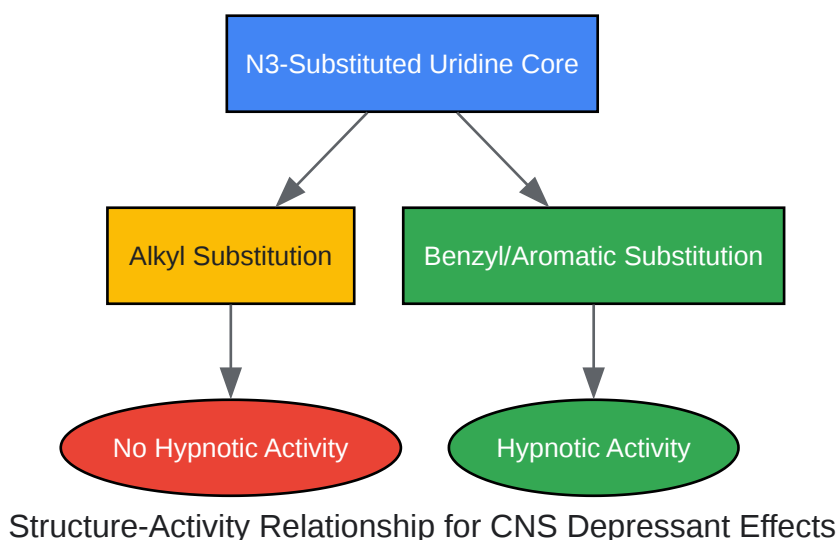 N3-Substituted Uridine Core
Alkyl Substitution
Benzyl/Aromatic Substitution
No Hypnotic Activity
Hypnotic Activity
Structure-Activity Relationship for CNS Depressant Effects